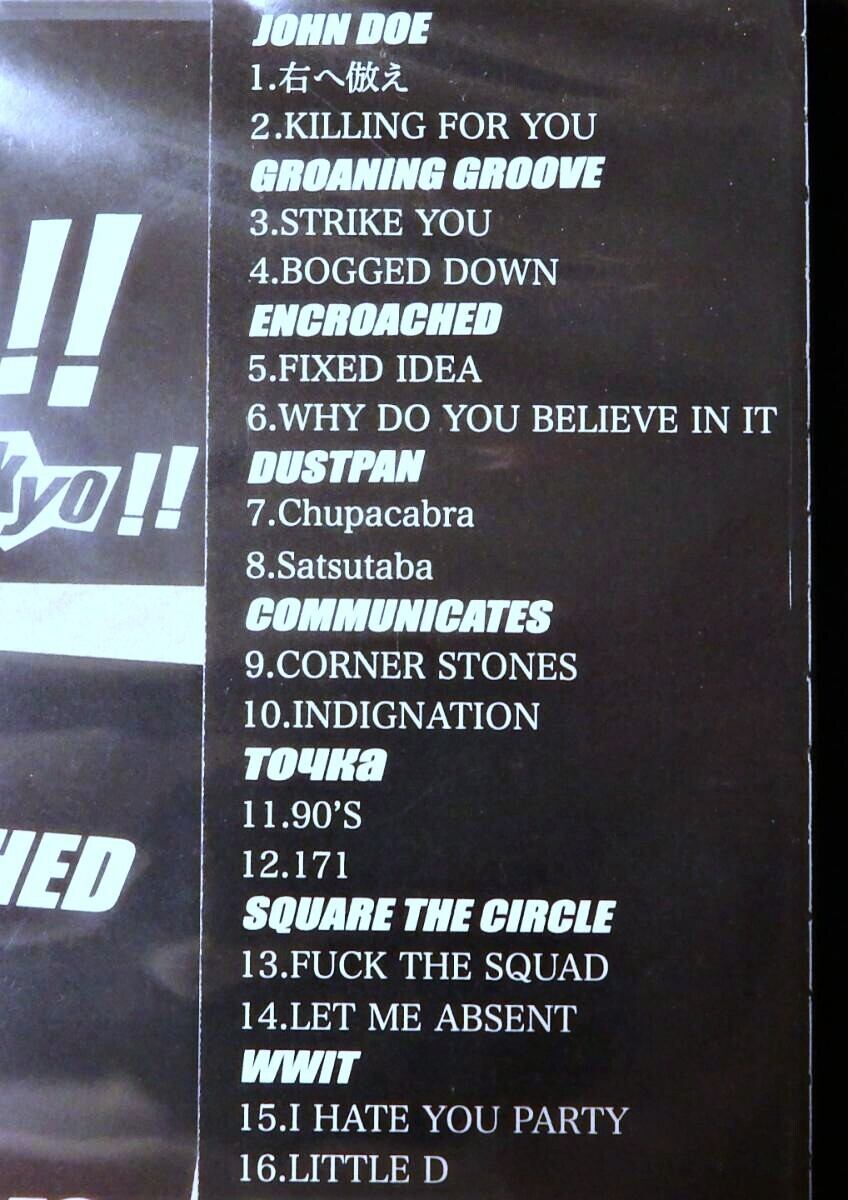 JOHN DOE
1.右へ倣え
2.KILLING FOR YOU
GROANING GROOVE
3.STRIKE YOU
4.BOGGED DOWN
ENCROACHED
5.FIXED IDEA
6.WHY DO YOU BELIEVE IN IT
DUSTPAN
7.Chupacabra
8.Satsutaba
COMMUNICATES
9.CORNER STONES
10.INDIGNATION
точка
11.90'S
12.171
SQUARE THE CIRCLE
13.FUCK THE SQUAD
14.LET ME ABSENT
WWIT
15.I HATE YOU PARTY
16.LITTLE D
!!
kyo!!
HED